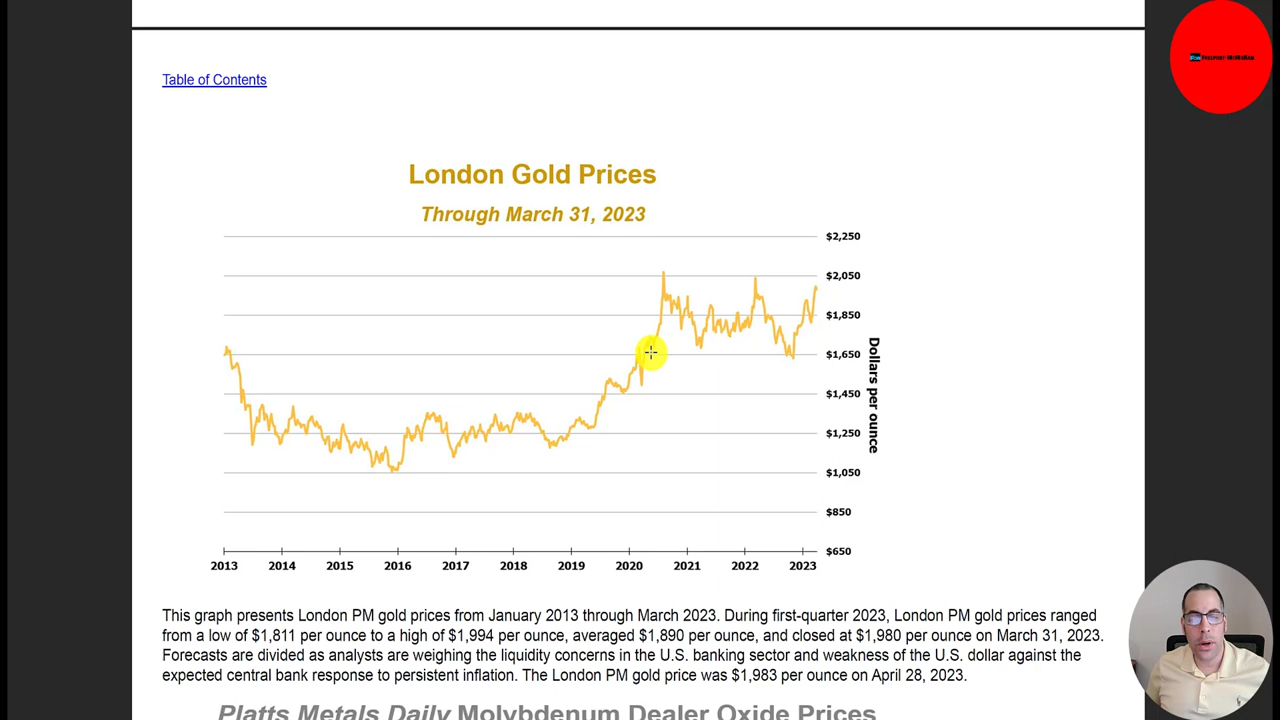 Table of Contents
FCX FREEPORT-McMoRAN
London Gold Prices
Through March 31, 2023
$2,250
$2,050
$1,850
$1,650
$1,450
$1,250
$1,050
$850
$650
Dollars per ounce
2013 2014 2015 2016 2017 2018 2019 2020 2021 2022 2023
This graph presents London PM gold prices from January 2013 through March 2023. During first-quarter 2023, London PM gold prices ranged
from a low of $1,811 per ounce to a high of $1,994 per ounce, averaged $1,890 per ounce, and closed at $1,980 per ounce on March 31, 2023.
Forecasts are divided as analysts are weighing the liquidity concerns in the U.S. banking sector and weakness of the U.S. dollar against the
expected central bank response to persistent inflation. The London PM gold price was $1,983 per ounce on April 28, 2023.
Platts Metals Daily Molybdenum Dealer Oxide Prices